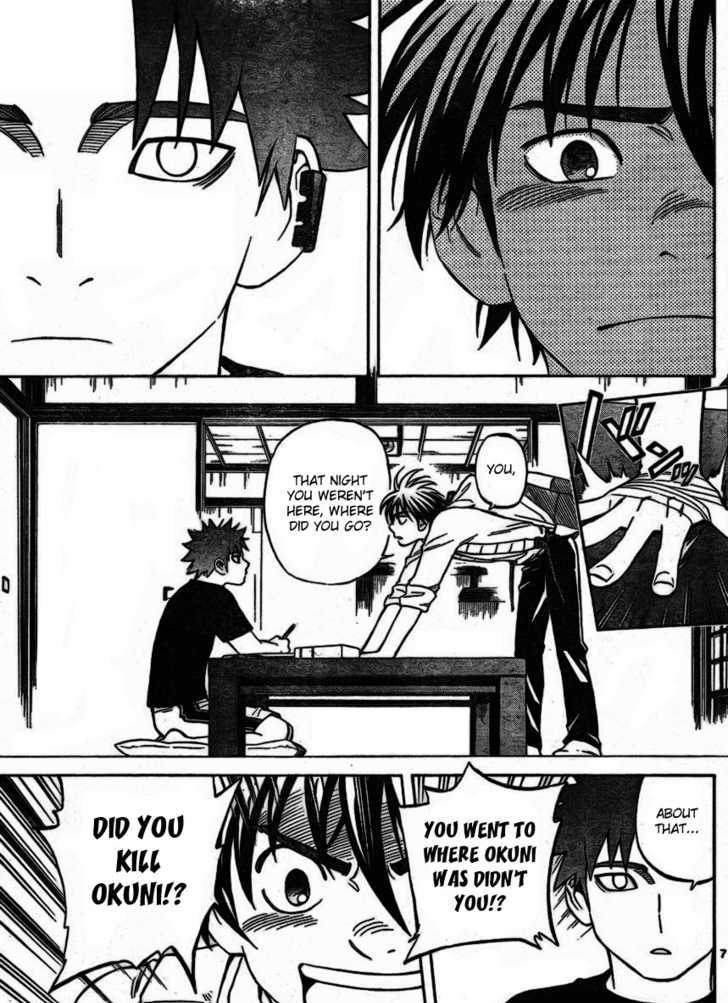 YOU,
THAT NIGHT
YOU WEREN'T
HERE, WHERE
DID YOU GO?
ABOUT
THAT...
YOU WENT TO
WHERE OKUNI
WAS DIDN'T
YOU!?
DID YOU
KILL
OKUNI!?
7